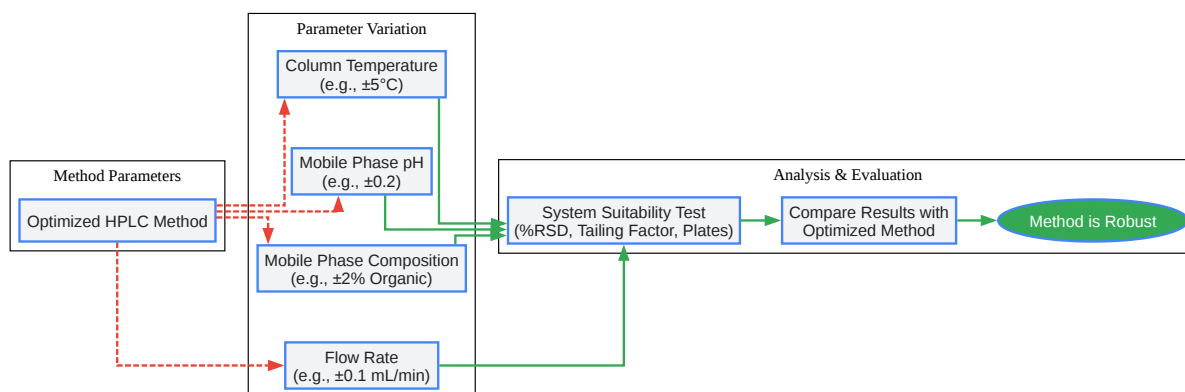 Parameter Variation
Column Temperature
(e.g., ±5°C)
Mobile Phase pH
(e.g., ±0.2)
Method Parameters
Optimized HPLC Method
Mobile Phase Composition
(e.g., ±2% Organic)
Flow Rate
(e.g., ±0.1 mL/min)
Analysis & Evaluation
System Suitability Test
(%RSD, Tailing Factor, Plates)
Compare Results with
Optimized Method
Method is Robust